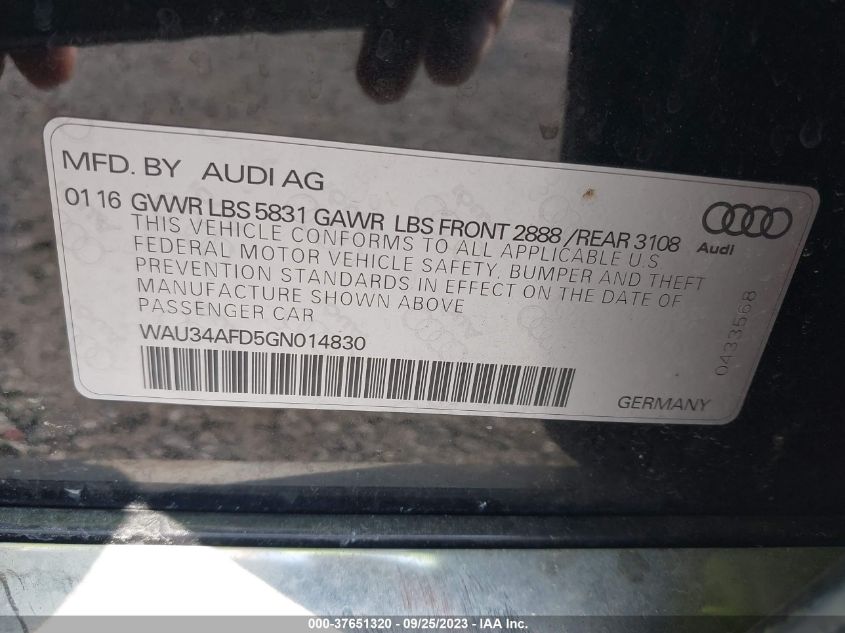 MFD. BY AUDI AG
01 16 GVWR LBS 5831 GAWR LBS FRONT 2888 /REAR 3108
THIS VEHICLE CONFORMS TO ALL APPLICABLE U.S
FEDERAL MOTOR VEHICLE SAFETY, BUMPER AND THEFT
PREVENTION STANDARDS IN EFFECT ON THE DATE OF
MANUFACTURE SHOWN ABOVE
PASSENGER CAR
WAU34AFD5GN014830
Audi
0433568
GERMANY
000-37651320 - 09/25/2023 - IAA Inc.